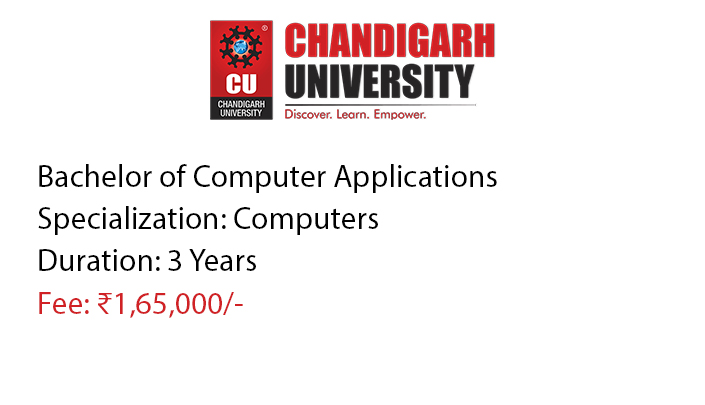 CU
CHANDIGARH
UNIVERSITY
®
CHANDIGARH
UNIVERSITY
Discover. Learn. Empower.
Bachelor of Computer Applications
Specialization: Computers
Duration: 3 Years
Fee: ₹1,65,000/-